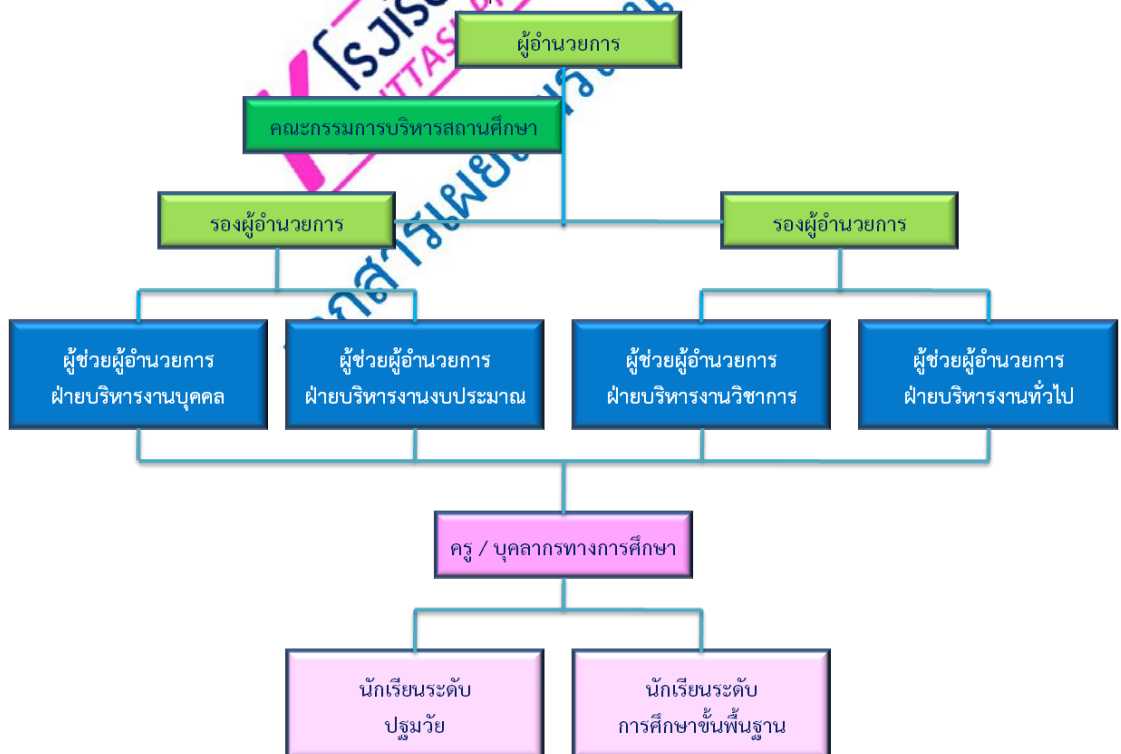 ผู้อำนวยการ
คณะกรรมการบริหารสถานศึกษา
รองผู้อำนวยการ
รองผู้อำนวยการ
ผู้ช่วยผู้อำนวยการ
ฝ่ายบริหารงานบุคคล
ผู้ช่วยผู้อำนวยการ
ฝ่ายบริหารงานงบประมาณ
ผู้ช่วยผู้อำนวยการ
ฝ่ายบริหารงานวิชาการ
ผู้ช่วยผู้อำนวยการ
ฝ่ายบริหารงานทั่วไป
ครู / บุคลากรทางการศึกษา
นักเรียนระดับ
ปฐมวัย
นักเรียนระดับ
การศึกษาขั้นพื้นฐาน